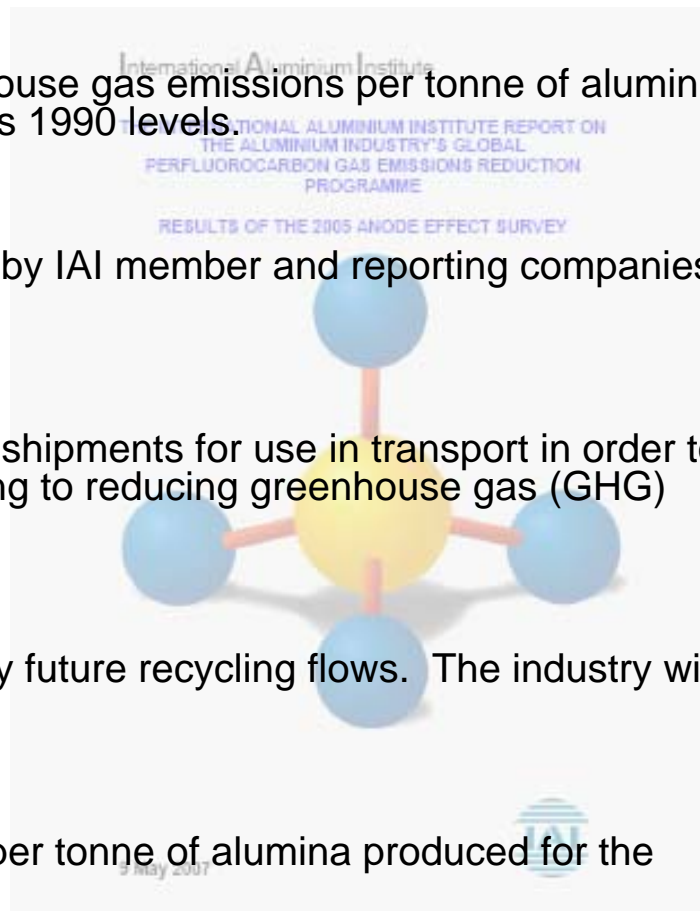 International Aluminium Institute
ouse gas emissions per tonne of alumin
s 1990 levels.
INTERNATIONAL ALUMINIUM INSTITUTE REPORT ON
THE ALUMINIUM INDUSTRY'S GLOBAL
PERFLUOROCARBON GAS EMISSIONS REDUCTION
PROGRAMME
RESULTS OF THE 2005 ANODE EFFECT SURVEY
by IAI member and reporting companies
shipments for use in transport in order to
ng to reducing greenhouse gas (GHG)
y future recycling flows. The industry wi
IAI
per tonne of alumina produced for the
9 May 2007